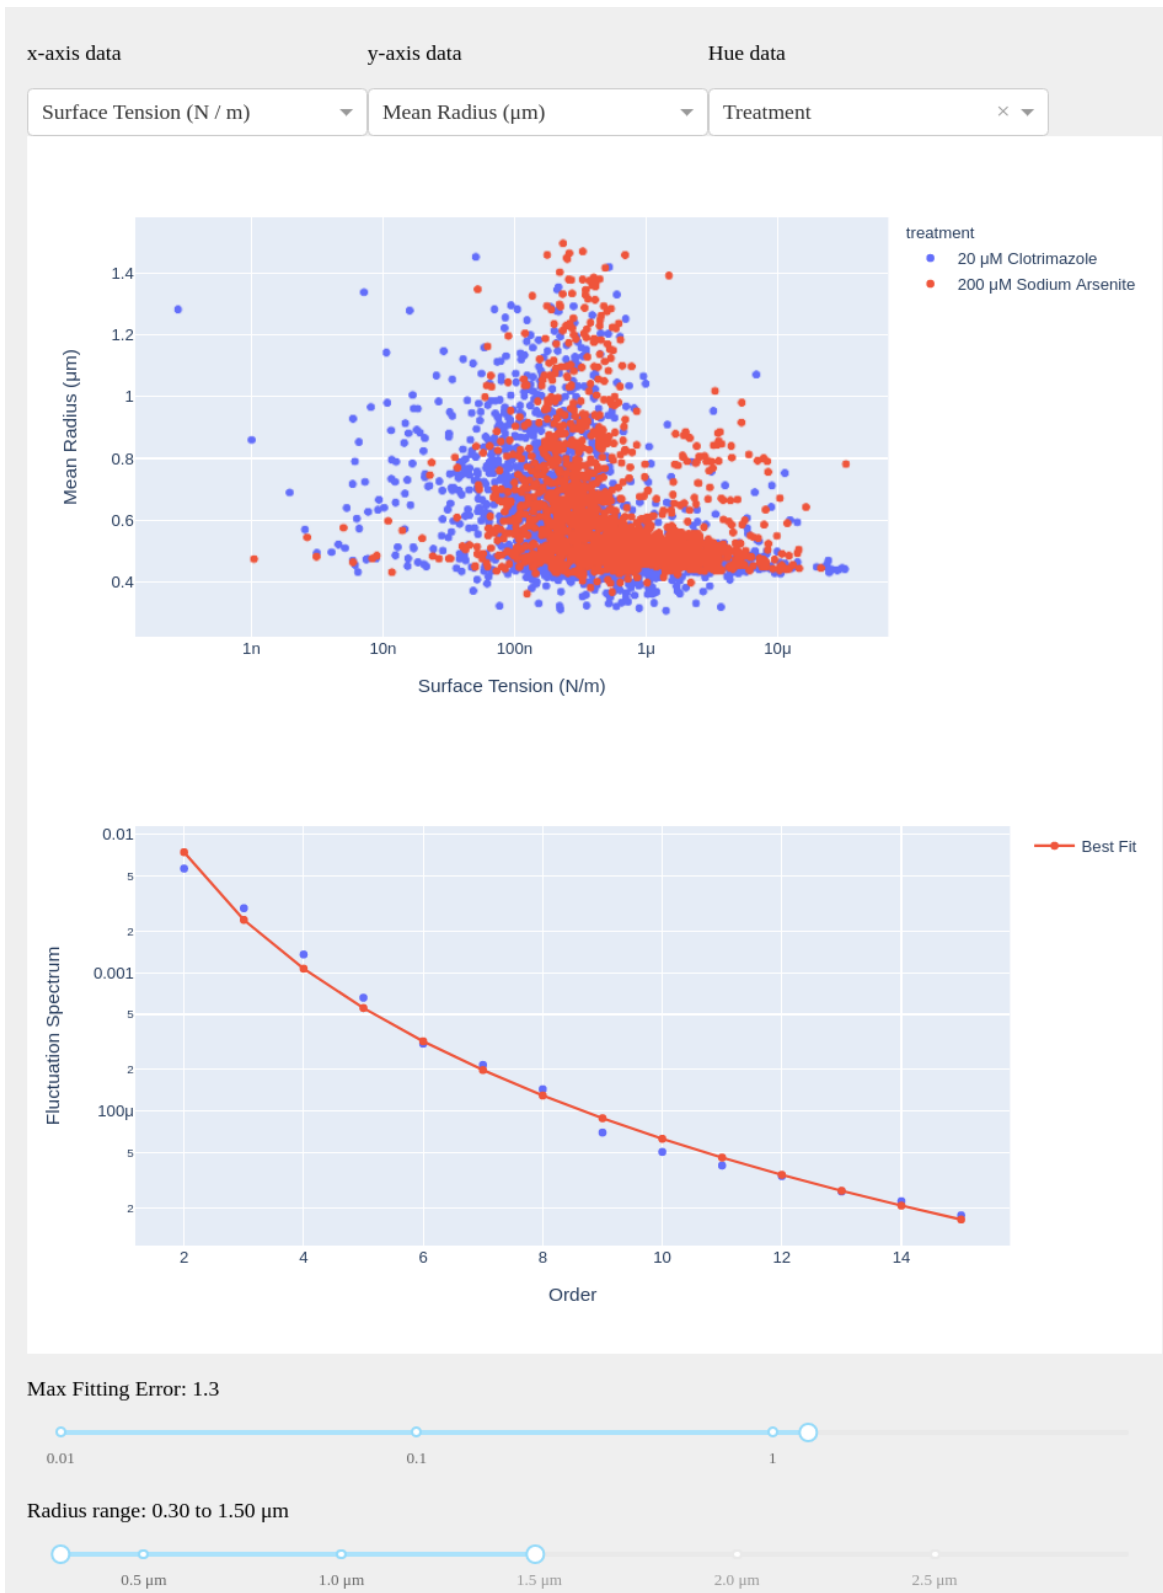 x-axis data y-axis data Hue data
Surface Tension (N / m) Mean Radius (μm) Treatment ×
treatment
20 μM Clotrimazole
200 μM Sodium Arsenite
Mean Radius (μm)
1.4
1.2
1
0.8
0.6
0.4
1n 10n 100n 1μ 10μ
Surface Tension (N/m)
Best Fit
Fluctuation Spectrum
0.01
5
2
0.001
5
2
100μ
5
2
2 4 6 8 10 12 14
Order
Max Fitting Error: 1.3
0.01 0.1 1
Radius range: 0.30 to 1.50 μm
0.5 μm 1.0 μm 1.5 μm 2.0 μm 2.5 μm